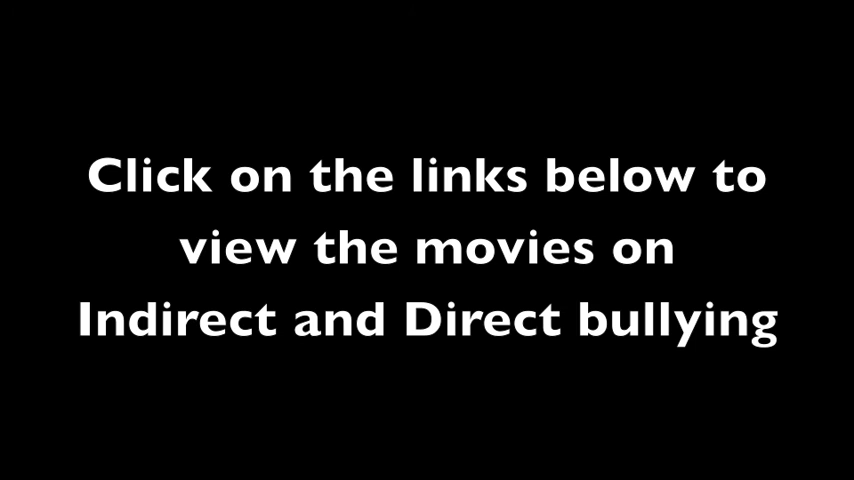 Click on the links below to
view the movies on
Indirect and Direct bullying